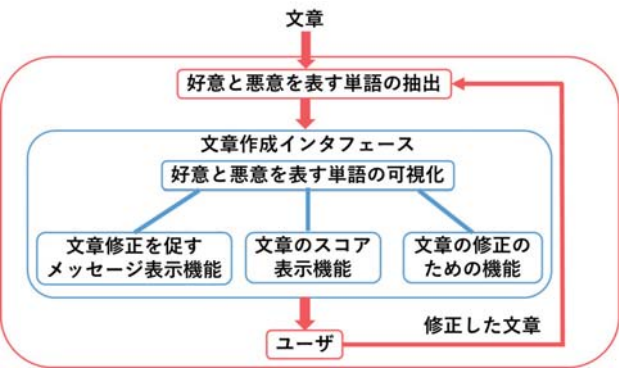 文章
好意と悪意を表す単語の抽出
文章作成インタフェース
好意と悪意を表す単語の可視化
文章修正を促す
メッセージ表示機能
文章のスコア
表示機能
文章の修正の
ための機能
修正した文章
ユーザ